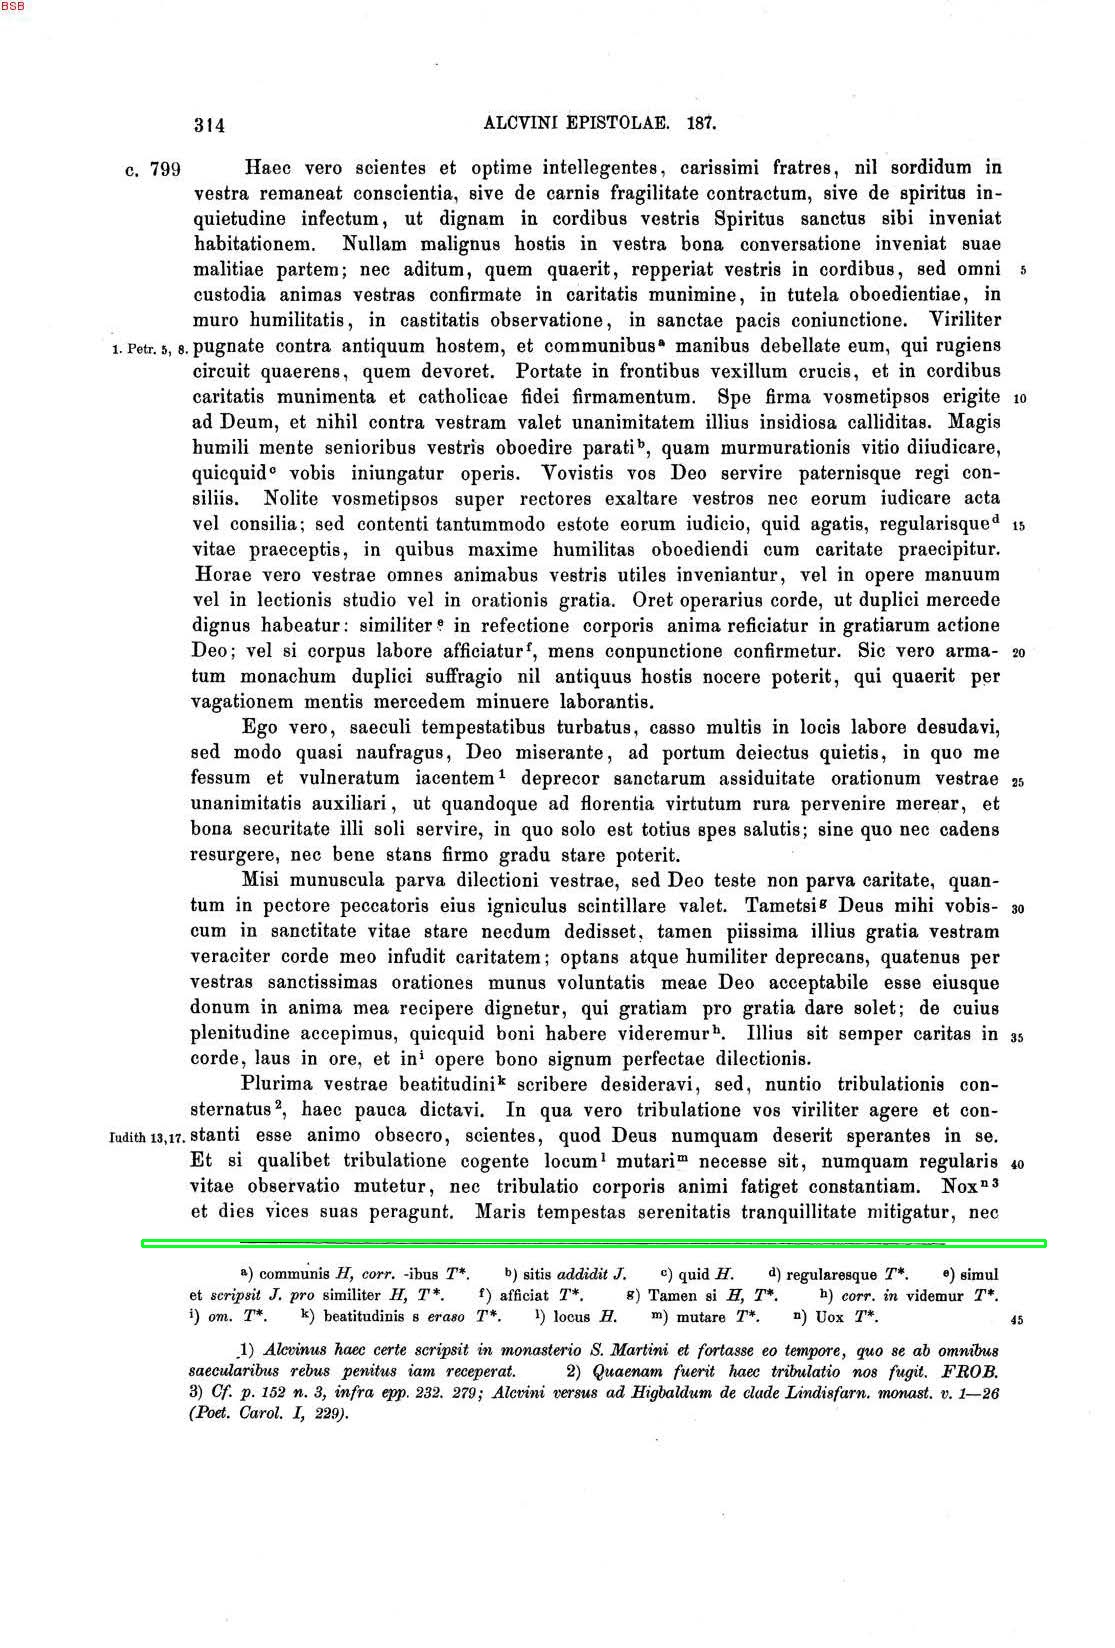 BSB
314 ALCVINI EPISTOLAE. 187.
c. 799 Haec vero scientes et optime intellegentes, carissimi fratres, nil sordidum in
vestra remaneat conscientia, sive de carnis fragilitate contractum, sive de spiritus in-
quietudine infectum, ut dignam in cordibus vestris Spiritus sanctus sibi inveniat
habitationem. Nullam malignus hostis in vestra bona conversatione inveniat suae
malitiae partem; nec aditum, quem quaerit, repperiat vestris in cordibus, sed omni 5
custodia animas vestras confirmate in caritatis munimine, in tutela oboedientiae, in
muro humilitatis, in castitatis observatione, in sanctae pacis coniunctione. Viriliter
1. Petr. 5, 8. pugnate contra antiquum hostem, et communibusᵃ manibus debellate eum, qui rugiens
circuit quaerens, quem devoret. Portate in frontibus vexillum crucis, et in cordibus
caritatis munimenta et catholicae fidei firmamentum. Spe firma vosmetipsos erigite 10
ad Deum, et nihil contra vestram valet unanimitatem illius insidiosa calliditas. Magis
humili mente senioribus vestris oboedire paratiᵇ, quam murmurationis vitio diiudicare,
quicquidᶜ vobis iniungatur operis. Vovistis vos Deo servire paternisque regi con-
siliis. Nolite vosmetipsos super rectores exaltare vestros nec eorum iudicare acta
vel consilia; sed contenti tantummodo estote eorum iudicio, quid agatis, regularisqueᵈ 15
vitae praeceptis, in quibus maxime humilitas oboediendi cum caritate praecipitur.
Horae vero vestrae omnes animabus vestris utiles inveniantur, vel in opere manuum
vel in lectionis studio vel in orationis gratia. Oret operarius corde, ut duplici mercede
dignus habeatur: similiterᵉ in refectione corporis anima reficiatur in gratiarum actione
Deo; vel si corpus labore afficiaturᶠ, mens conpunctione confirmetur. Sic vero arma- 20
tum monachum duplici suffragio nil antiquus hostis nocere poterit, qui quaerit per
vagationem mentis mercedem minuere laborantis.
Ego vero, saeculi tempestatibus turbatus, casso multis in locis labore desudavi,
sed modo quasi naufragus, Deo miserante, ad portum deiectus quietis, in quo me
fessum et vulneratum iacentem¹ deprecor sanctarum assiduitate orationum vestrae 25
unanimitatis auxiliari, ut quandoque ad florentia virtutum rura pervenire merear, et
bona securitate illi soli servire, in quo solo est totius spes salutis; sine quo nec cadens
resurgere, nec bene stans firmo gradu stare poterit.
Misi munuscula parva dilectioni vestrae, sed Deo teste non parva caritate, quan-
tum in pectore peccatoris eius igniculus scintillare valet. Tametsiᵍ Deus mihi vobis- 30
cum in sanctitate vitae stare necdum dedisset, tamen piissima illius gratia vestram
veraciter corde meo infudit caritatem; optans atque humiliter deprecans, quatenus per
vestras sanctissimas orationes munus voluntatis meae Deo acceptabile esse eiusque
donum in anima mea recipere dignetur, qui gratiam pro gratia dare solet; de cuius
plenitudine accepimus, quicquid boni habere videremurʰ. Illius sit semper caritas in 35
corde, laus in ore, et inⁱ opere bono signum perfectae dilectionis.
Plurima vestrae beatitudiniᵏ scribere desideravi, sed, nuntio tribulationis con-
sternatus², haec pauca dictavi. In qua vero tribulatione vos viriliter agere et con-
Iudith 13,17. stanti esse animo obsecro, scientes, quod Deus numquam deserit sperantes in se.
Et si qualibet tribulatione cogente locumˡ mutariᵐ necesse sit, numquam regularis 40
vitae observatio mutetur, nec tribulatio corporis animi fatiget constantiam. Noxⁿ³
et dies vices suas peragunt. Maris tempestas serenitatis tranquillitate mitigatur, nec
ᵃ) communis H, corr. -ibus T*. ᵇ) sitis addidit J. ᶜ) quid H. ᵈ) regularesque T*. ᵉ) simul
et scripsit J. pro similiter H, T*. ᶠ) afficiat T*. ᵍ) Tamen si H, T*. ʰ) corr. in videmur T*.
ⁱ) om. T*. ᵏ) beatitudinis s eraso T*. ˡ) locus H. ᵐ) mutare T*. ⁿ) Uox T*. 45
1) Alcvinus haec certe scripsit in monasterio S. Martini et fortasse eo tempore, quo se ab omnibus
saecularibus rebus penitus iam receperat. 2) Quaenam fuerit haec tribulatio nos fugit. FROB.
3) Cf. p. 152 n. 3, infra epp. 232. 279; Alcvini versus ad Higbaldum de clade Lindisfarn. monast. v. 1—26
(Poet. Carol. I, 229).